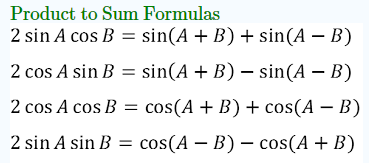 Product to Sum Formulas
2 sin A cos B = sin(A + B) + sin(A − B)
2 cos A sin B = sin(A + B) − sin(A − B)
2 cos A cos B = cos(A + B) + cos(A − B)
2 sin A sin B = cos(A − B) − cos(A + B)